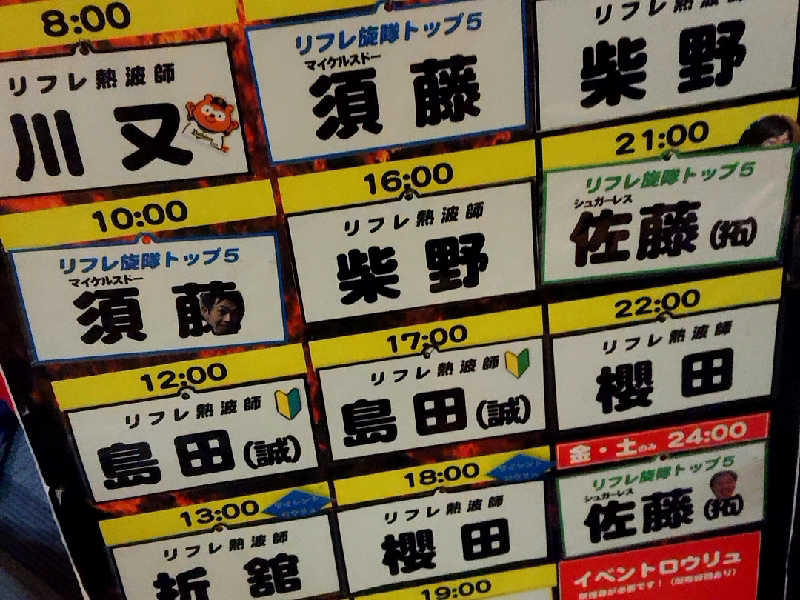 8:00
リフレ熱波師
川又
10:00
リフレ旋隊トップ5
マイケルスドー
須藤
12:00
リフレ熱波師
島田(誠)
13:00
リフレ熱波師
折舘
リフレ旋隊トップ5
マイケルスドー
須藤
16:00
リフレ熱波師
柴野
17:00
リフレ熱波師
島田(誠)
18:00
リフレ熱波師
櫻田
19:00
リフレ熱波師
柴野
21:00
リフレ旋隊トップ5
シュガーレス
佐藤(拓)
22:00
リフレ熱波師
櫻田
金・土のみ 24:00
リフレ旋隊トップ5
シュガーレス
佐藤(拓)
イベントロウリュ